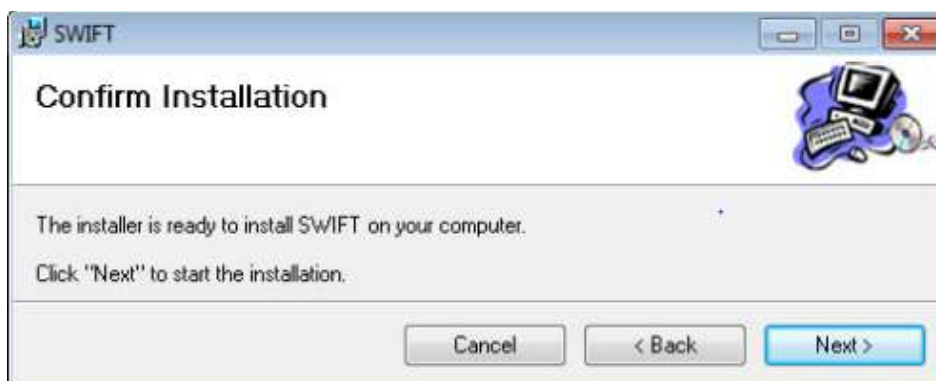 SWIFT
Confirm Installation
The installer is ready to install SWIFT on your computer.
Click "Next" to start the installation.
Cancel
< Back
Next >